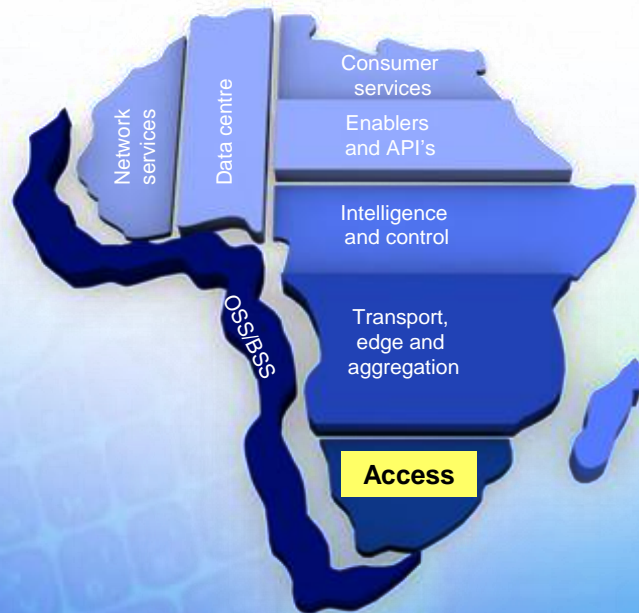 Network
services
Data centre
Consumer
services
Enablers
and API's
Intelligence
and control
OSS/BSS
Transport,
edge and
aggregation
Access